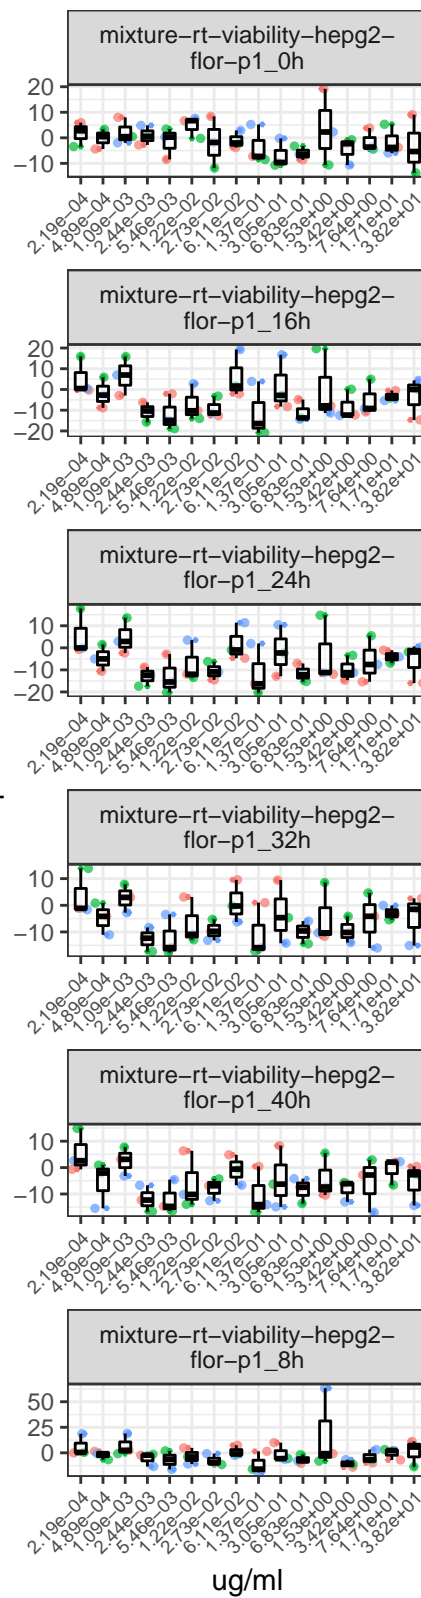 mixture−rt−viability−hepg2−
flor−p1_0h
20
10
0
−10
2.19e−04
4.89e−04
1.09e−03
2.44e−03
5.46e−03
1.22e−02
2.73e−02
6.11e−02
1.37e−01
3.05e−01
6.83e−01
1.53e+00
3.42e+00
7.64e+00
1.71e+01
3.82e+01
mixture−rt−viability−hepg2−
flor−p1_16h
20
10
0
−10
−20
2.19e−04
4.89e−04
1.09e−03
2.44e−03
5.46e−03
1.22e−02
2.73e−02
6.11e−02
1.37e−01
3.05e−01
6.83e−01
1.53e+00
3.42e+00
7.64e+00
1.71e+01
3.82e+01
mixture−rt−viability−hepg2−
flor−p1_24h
10
0
−10
−20
2.19e−04
4.89e−04
1.09e−03
2.44e−03
5.46e−03
1.22e−02
2.73e−02
6.11e−02
1.37e−01
3.05e−01
6.83e−01
1.53e+00
3.42e+00
7.64e+00
1.71e+01
3.82e+01
mixture−rt−viability−hepg2−
flor−p1_32h
10
0
−10
2.19e−04
4.89e−04
1.09e−03
2.44e−03
5.46e−03
1.22e−02
2.73e−02
6.11e−02
1.37e−01
3.05e−01
6.83e−01
1.53e+00
3.42e+00
7.64e+00
1.71e+01
3.82e+01
mixture−rt−viability−hepg2−
flor−p1_40h
10
0
−10
2.19e−04
4.89e−04
1.09e−03
2.44e−03
5.46e−03
1.22e−02
2.73e−02
6.11e−02
1.37e−01
3.05e−01
6.83e−01
1.53e+00
3.42e+00
7.64e+00
1.71e+01
3.82e+01
mixture−rt−viability−hepg2−
flor−p1_8h
50
25
0
2.19e−04
4.89e−04
1.09e−03
2.44e−03
5.46e−03
1.22e−02
2.73e−02
6.11e−02
1.37e−01
3.05e−01
6.83e−01
1.53e+00
3.42e+00
7.64e+00
1.71e+01
3.82e+01
ug/ml